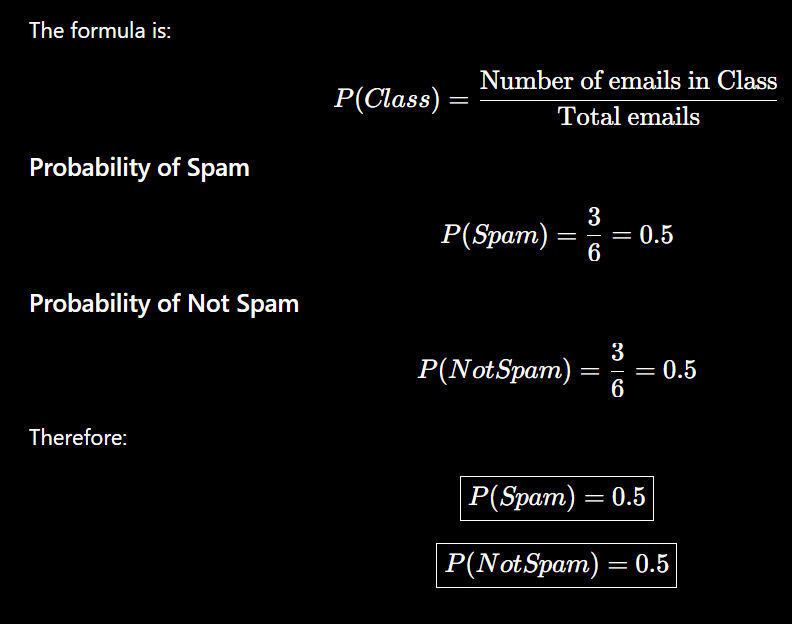 The formula is:
P(Class) = Number of emails in Class / Total emails
Probability of Spam
P(Spam) = 3/6 = 0.5
Probability of Not Spam
P(NotSpam) = 3/6 = 0.5
Therefore:
P(Spam) = 0.5
P(NotSpam) = 0.5